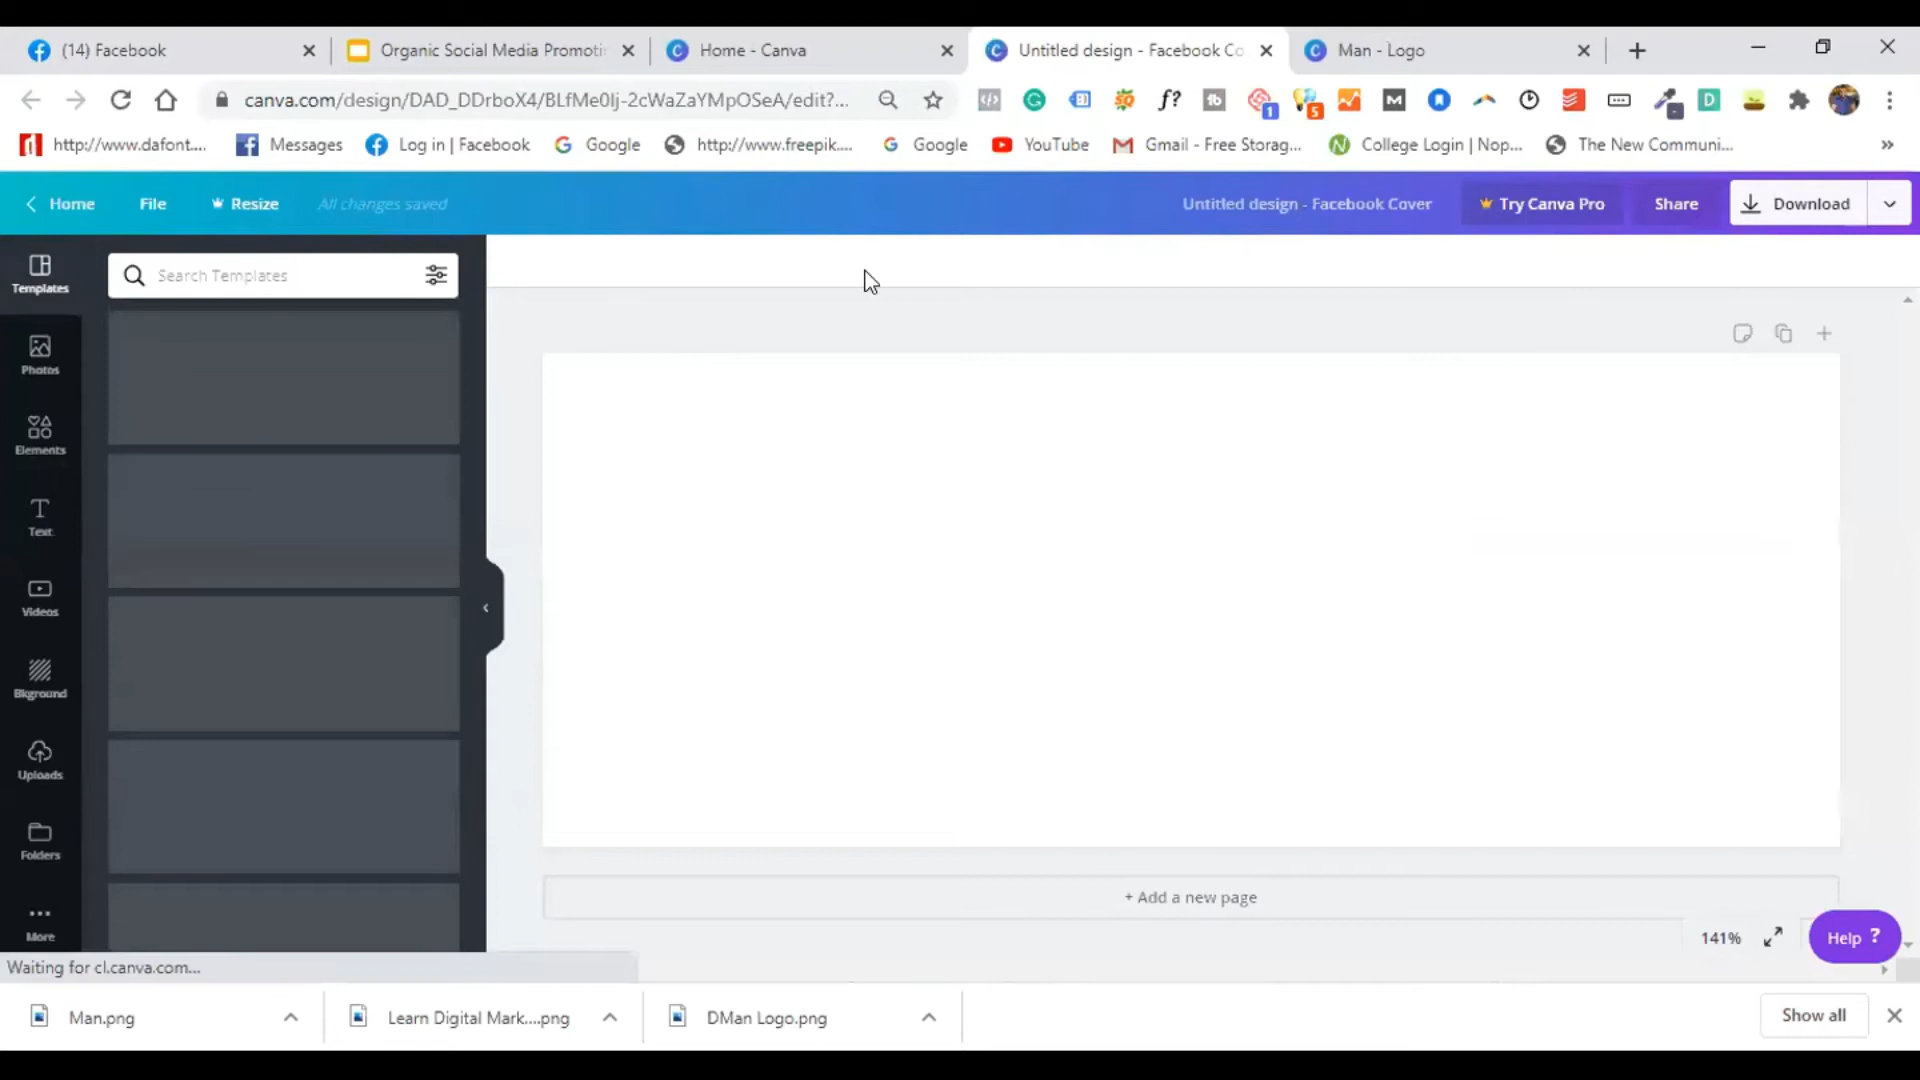 (14) Facebook
Organic Social Media Promoti
Home - Canva
Untitled design - Facebook Co
Man - Logo
canva.com/design/DAD_DDrboX4/BLfMe0lj-2cWaZaYMpOSeA/edit?...
http://www.dafont....
Messages
Log in | Facebook
Google
http://www.freepik....
Google
YouTube
Gmail - Free Storag...
College Login | Nop...
The New Communi...
Home
File
Resize
All changes saved
Untitled design - Facebook Cover
Try Canva Pro
Share
Download
Templates
Search Templates
Photos
Elements
Text
Videos
Bkground
Uploads
Folders
More
+ Add a new page
141%
Help ?
Waiting for cl.canva.com...
Man.png
Learn Digital Mark....png
DMan Logo.png
Show all